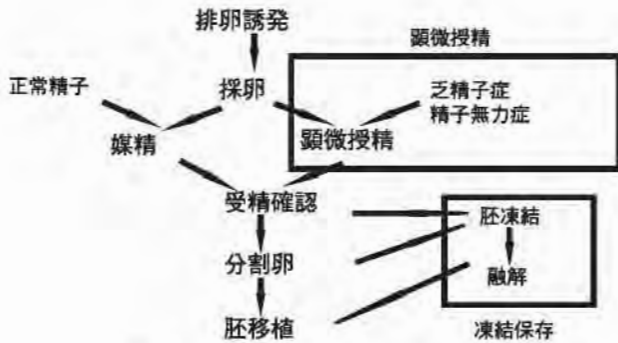 排卵誘発
顕微授精
正常精子
採卵
乏精子症
精子無力症
媒精
顕微授精
受精確認
胚凍結
分割卵
融解
胚移植
凍結保存